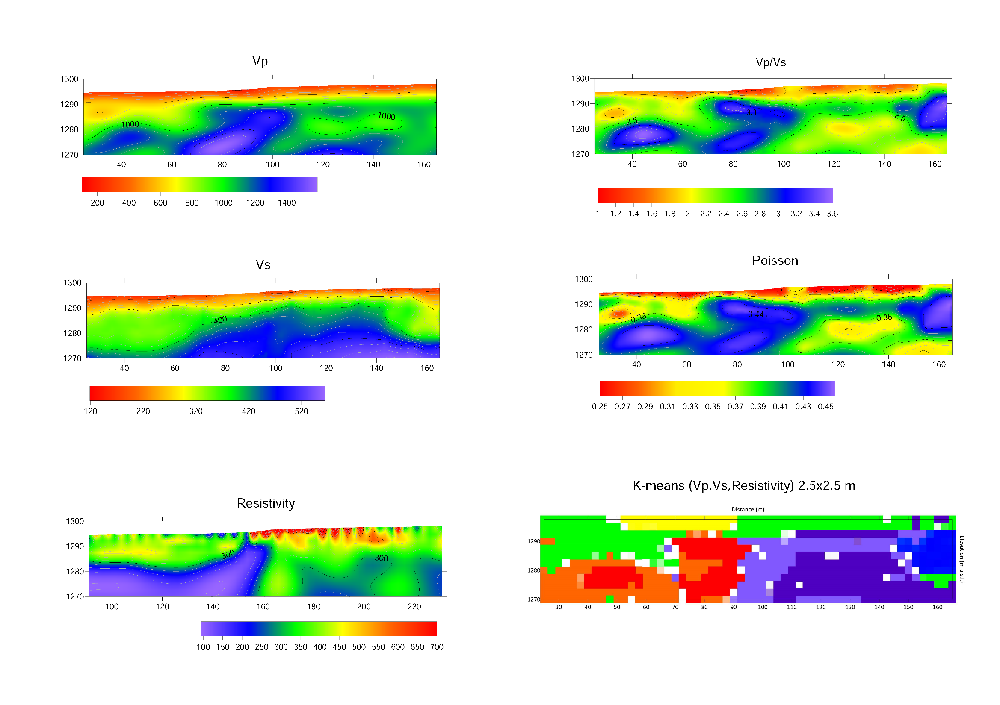 Vp
1300
1290
1280
1270
1000
1000
40 60 80 100 120 140 160
200 400 600 800 1000 1200 1400
Vp/Vs
1300
1290
1280
1270
2.5
3.1
2.5
40 60 80 100 120 140 160
1 1.2 1.4 1.6 1.8 2 2.2 2.4 2.6 2.8 3 3.2 3.4 3.6
Vs
1300
1290
1280
1270
400
40 60 80 100 120 140 160
120 220 320 420 520
Poisson
1300
1290
1280
1270
0.38
0.44
0.38
40 60 80 100 120 140 160
0.25 0.27 0.29 0.31 0.33 0.35 0.37 0.39 0.41 0.43 0.45
Resistivity
1300
1290
1280
1270
300
300
100 120 140 160 180 200 220
100 150 200 250 300 350 400 450 500 550 600 650 700
K-means (Vp,Vs,Resistivity) 2.5x2.5 m
Distance (m)
1290
1280
1270
30 40 50 60 70 80 90 100 110 120 130 140 150 160
Elevation (m a.s.l.)